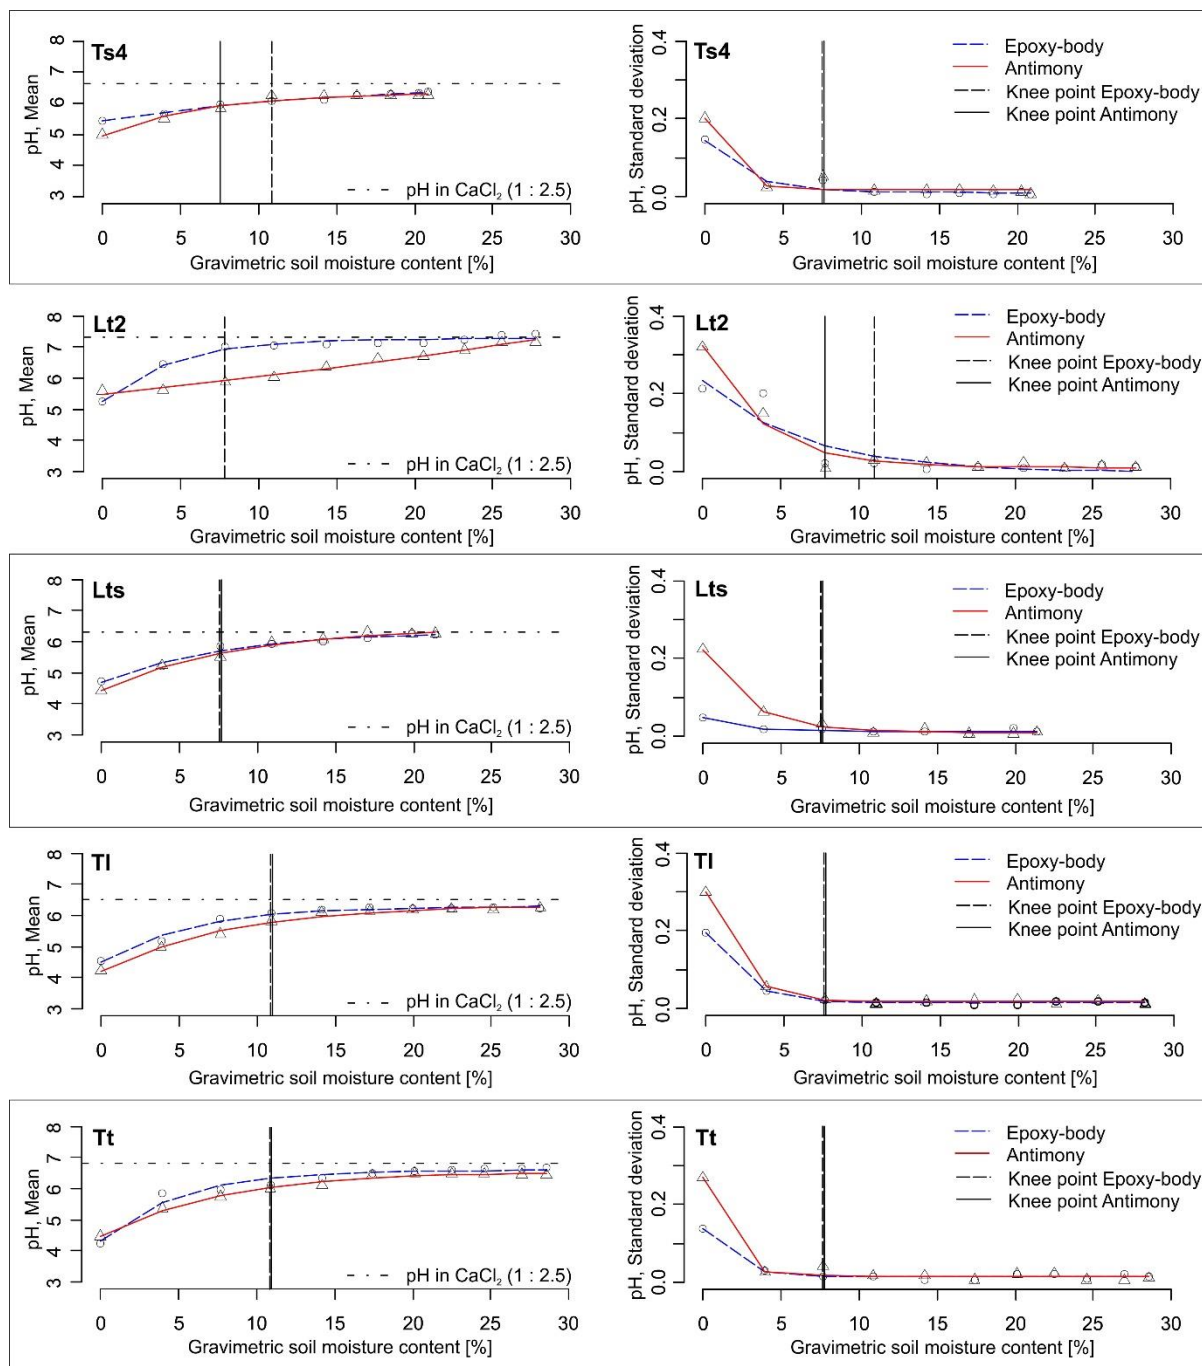 Ts4
pH, Mean
8
7
6
5
4
3
pH in CaCl₂ (1 : 2.5)
0 5 10 15 20 25 30
Gravimetric soil moisture content [%]
Ts4
pH, Standard deviation
0.4
0.2
0.0
Epoxy-body
Antimony
Knee point Epoxy-body
Knee point Antimony
0 5 10 15 20 25 30
Gravimetric soil moisture content [%]
Lt2
pH, Mean
8
7
6
5
4
3
pH in CaCl₂ (1 : 2.5)
0 5 10 15 20 25 30
Gravimetric soil moisture content [%]
Lt2
pH, Standard deviation
0.4
0.2
0.0
Epoxy-body
Antimony
Knee point Epoxy-body
Knee point Antimony
0 5 10 15 20 25 30
Gravimetric soil moisture content [%]
Lts
pH, Mean
8
7
6
5
4
3
pH in CaCl₂ (1 : 2.5)
0 5 10 15 20 25 30
Gravimetric soil moisture content [%]
Lts
pH, Standard deviation
0.4
0.2
0.0
Epoxy-body
Antimony
Knee point Epoxy-body
Knee point Antimony
0 5 10 15 20 25 30
Gravimetric soil moisture content [%]
Tl
pH, Mean
8
7
6
5
4
3
pH in CaCl₂ (1 : 2.5)
0 5 10 15 20 25 30
Gravimetric soil moisture content [%]
Tl
pH, Standard deviation
0.4
0.2
0.0
Epoxy-body
Antimony
Knee point Epoxy-body
Knee point Antimony
0 5 10 15 20 25 30
Gravimetric soil moisture content [%]
Tt
pH, Mean
8
7
6
5
4
3
pH in CaCl₂ (1 : 2.5)
0 5 10 15 20 25 30
Gravimetric soil moisture content [%]
Tt
pH, Standard deviation
0.4
0.2
0.0
Epoxy-body
Antimony
Knee point Epoxy-body
Knee point Antimony
0 5 10 15 20 25 30
Gravimetric soil moisture content [%]